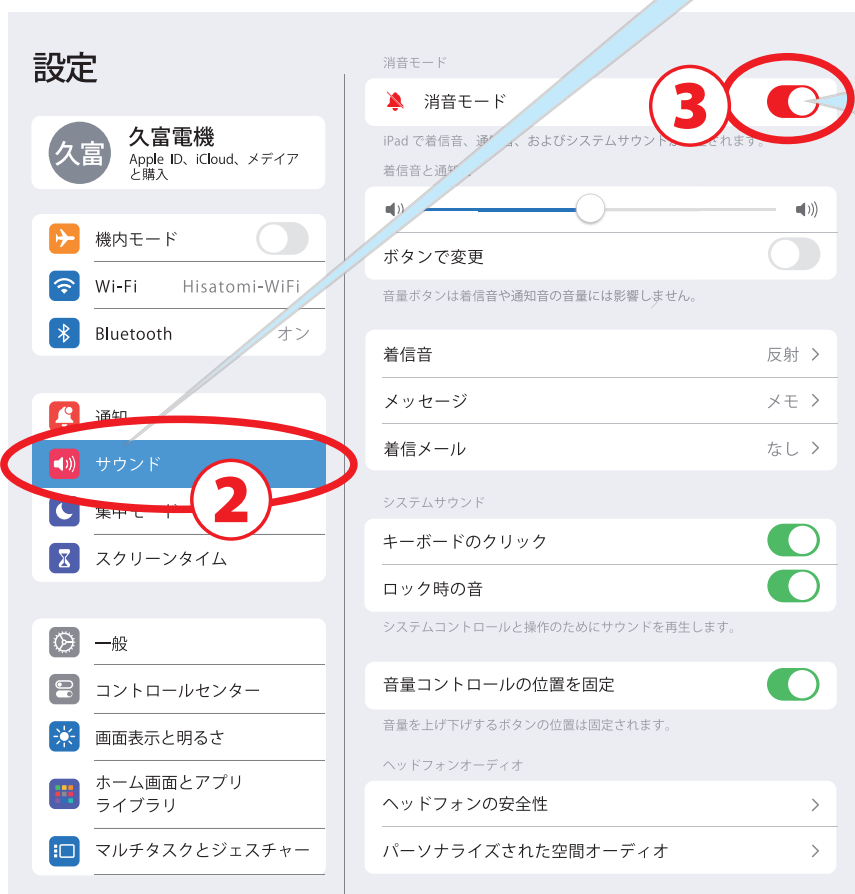 設定
久富
久富電機
Apple ID、iCloud、メデイア
と購入
機内モード
Wi-Fi Hisatomi-WiFi
Bluetooth オン
通知
サウンド
2
集中モード
スクリーンタイム
一般
コントロールセンター
画面表示と明るさ
ホーム画面とアプリ
ライブラリ
マルチタスクとジェスチャー
消音モード
消音モード
3
iPad で着信音、通知音、およびシステムサウンドが
されます。
着信音と通知
ボタンで変更
音量ボタンは着信音や通知音の音量には影響しません。
着信音 反射
メッセージ メモ
着信メール なし
システムサウンド
キーボードのクリック
ロック時の音
システムコントロールと操作のためにサウンドを再生します。
音量コントロールの位置を固定
音量を上げ下げするボタンの位置は固定されます。
ヘッドフォンオーディオ
ヘッドフォンの安全性
パーソナライズされた空間オーディオ